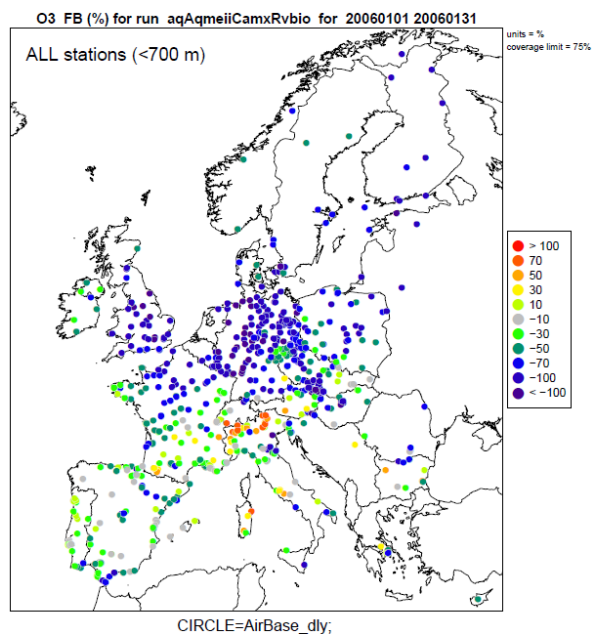 O3 FB (%) for run aqAqmeiiCamxRvbio for 20060101 20060131
units = %
coverage limit = 75%
ALL stations (<700 m)
> 100
70
50
30
10
−10
−30
−50
−70
−100
< −100
CIRCLE=AirBase_dly;